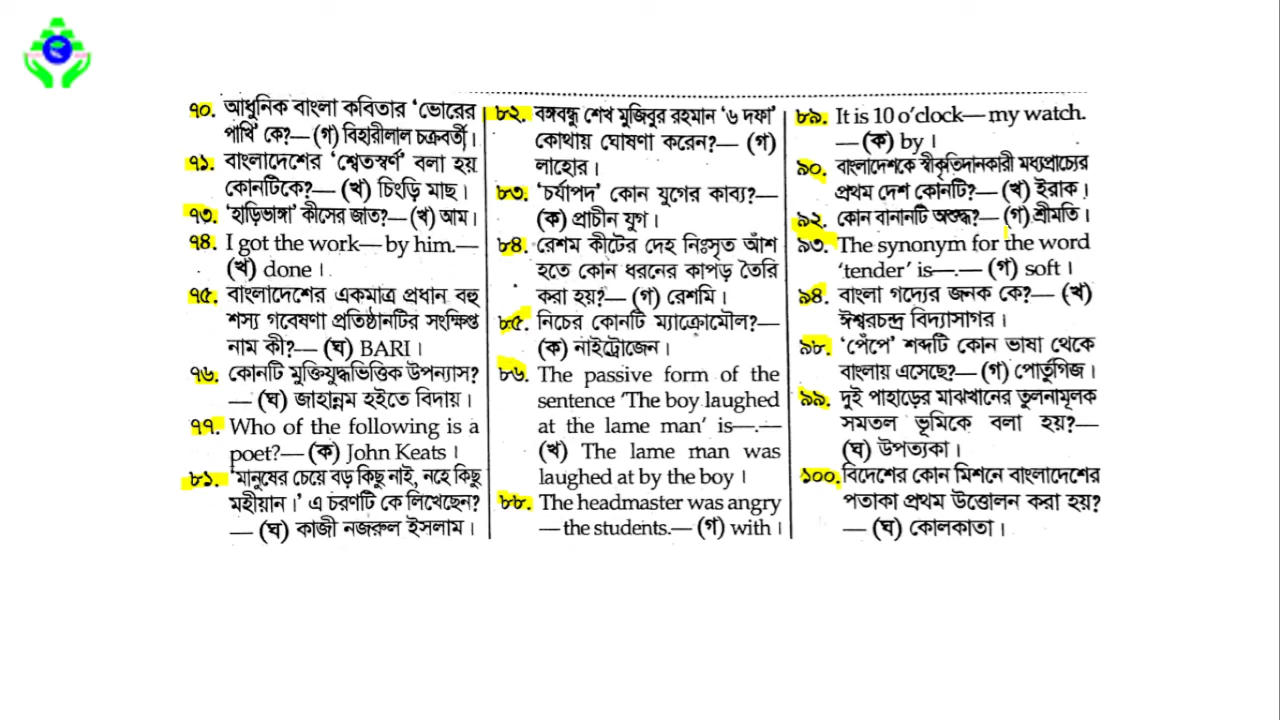 ৭০. আধুনিক বাংলা কবিতার 'ভোরের
পাখি' কে?— (গ) বিহারীলাল চক্রবর্তী।
৭১. বাংলাদেশের 'শ্বেতস্বর্ণ' বলা হয়
কোনটিকে?— (খ) চিংড়ি মাছ।
৭৩. 'হাড়িভাঙ্গা' কীসের জাত?— (খ) আম।
৭৪. I got the work— by him.—
(খ) done।
৭৫. বাংলাদেশের একমাত্র প্রধান বহু
শস্য গবেষণা প্রতিষ্ঠানটির সংক্ষিপ্ত
নাম কী?— (ঘ) BARI।
৭৬. কোনটি মুক্তিযুদ্ধভিত্তিক উপন্যাস?
— (ঘ) জাহান্নম হইতে বিদায়।
৭৭. Who of the following is a
poet?— (ক) John Keats।
৮১. 'মানুষের চেয়ে বড় কিছু নাই, নহে কিছু
মহীয়ান।' এ চরণটি কে লিখেছেন?
— (ঘ) কাজী নজরুল ইসলাম।
৮২. বঙ্গবন্ধু শেখ মুজিবুর রহমান '৬ দফা'
কোথায় ঘোষণা করেন?— (গ)
লাহোর।
৮৩. 'চর্যাপদ' কোন যুগের কাব্য?—
(ক) প্রাচীন যুগ।
৮৪. রেশম কীটের দেহ নিঃসৃত আঁশ
হতে কোন ধরনের কাপড় তৈরি
করা হয়?— (গ) রেশমি।
৮৫. নিচের কোনটি ম্যাক্রোমৌল?—
(ক) নাইট্রোজেন।
৮৬. The passive form of the
sentence 'The boy laughed
at the lame man' is—.—
(খ) The lame man was
laughed at by the boy।
৮৮. The headmaster was angry
—the students.— (গ) with।
৮৯. It is 10 o'clock— my watch.
— (ক) by।
৯০. বাংলাদেশকে স্বীকৃতিদানকারী মধ্যপ্রাচ্যের
প্রথম দেশ কোনটি?— (খ) ইরাক।
৯২. কোন বানানটি অশুদ্ধ?— (গ) শ্রীমতি।
৯৩. The synonym for the word
'tender' is—.— (গ) soft।
৯৪. বাংলা গদ্যের জনক কে?— (খ)
ঈশ্বরচন্দ্র বিদ্যাসাগর।
৯৮. 'পেঁপে' শব্দটি কোন ভাষা থেকে
বাংলায় এসেছে?— (গ) পোর্তুগিজ।
৯৯. দুই পাহাড়ের মাঝখানের তুলনামূলক
সমতল ভূমিকে বলা হয়?—
(ঘ) উপত্যকা।
১০০. বিদেশের কোন মিশনে বাংলাদেশের
পতাকা প্রথম উত্তোলন করা হয়?
— (ঘ) কোলকাতা।